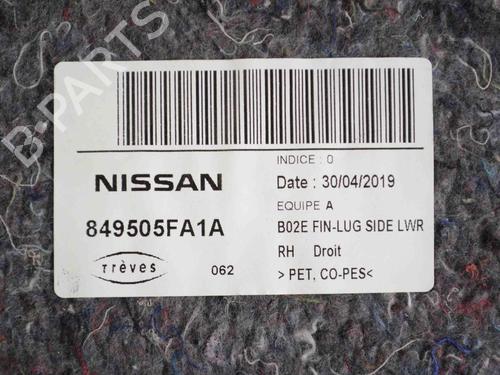 B-PARTS
INDICE : 0
NISSAN
Date : 30/04/2019
EQUIPE A
849505FA1A
B02E FIN-LUG SIDE LWR
RH Droit
Trèves
062
> PET, CO-PES<